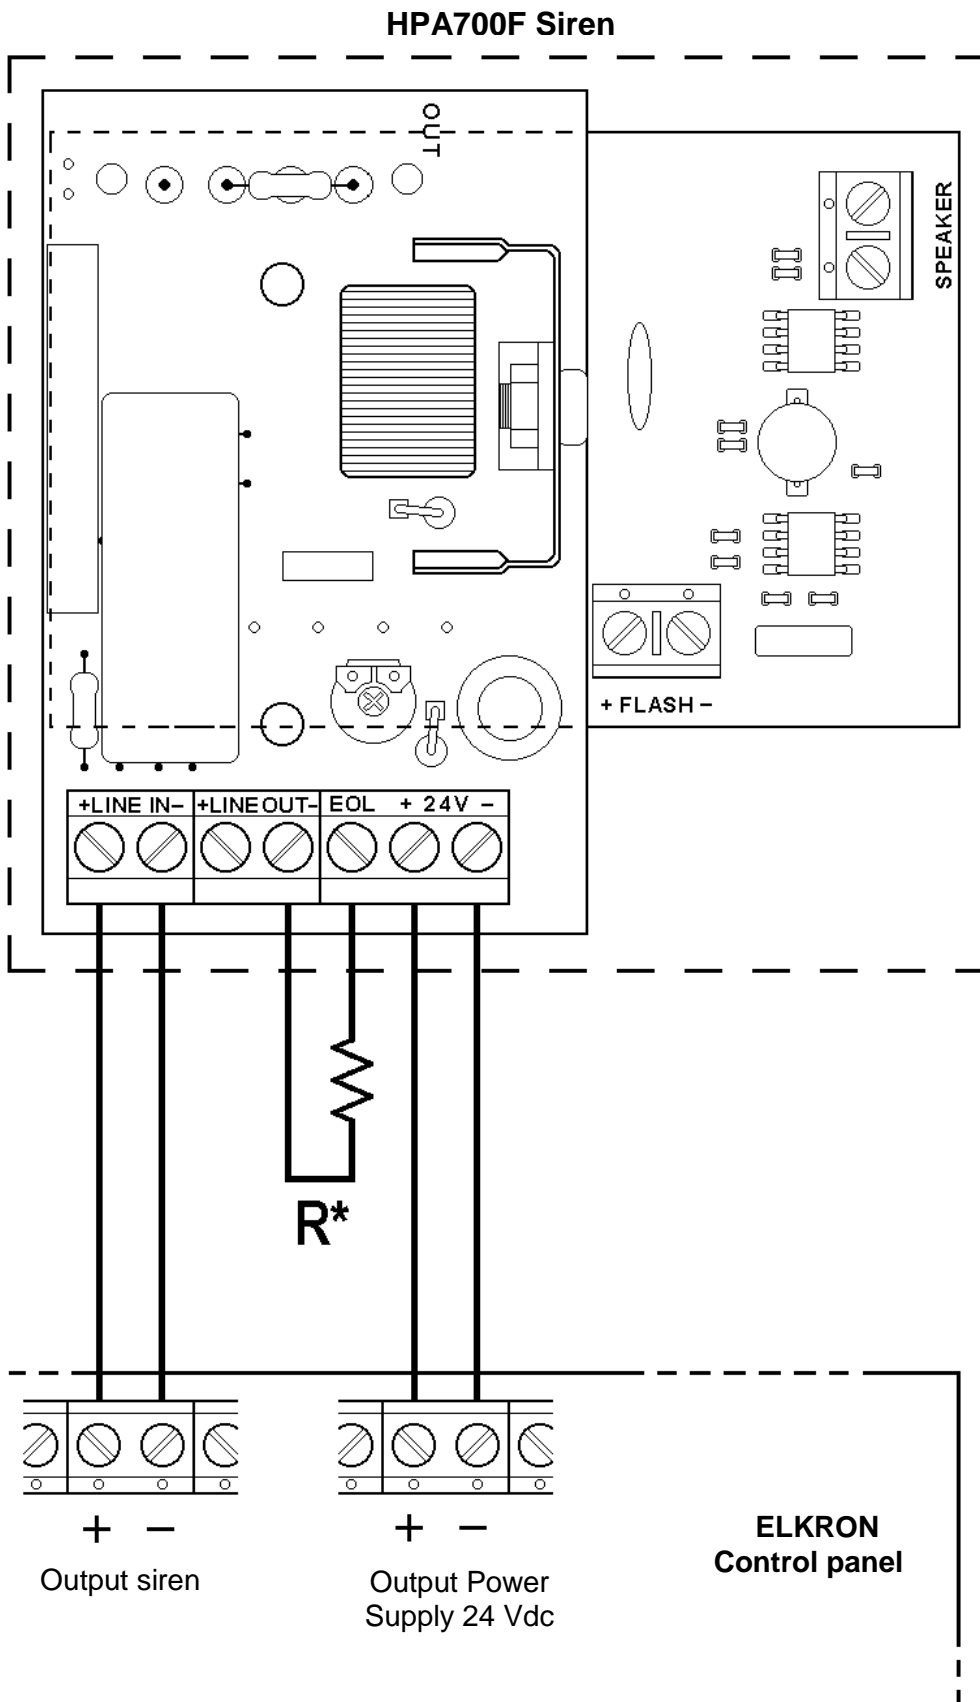 HPA700F Siren
OUT
SPEAKER
+ FLASH −
+LINE IN− +LINE OUT− EOL + 24V −
R*
+ − + −
Output siren
Output Power
Supply 24 Vdc
ELKRON
Control panel